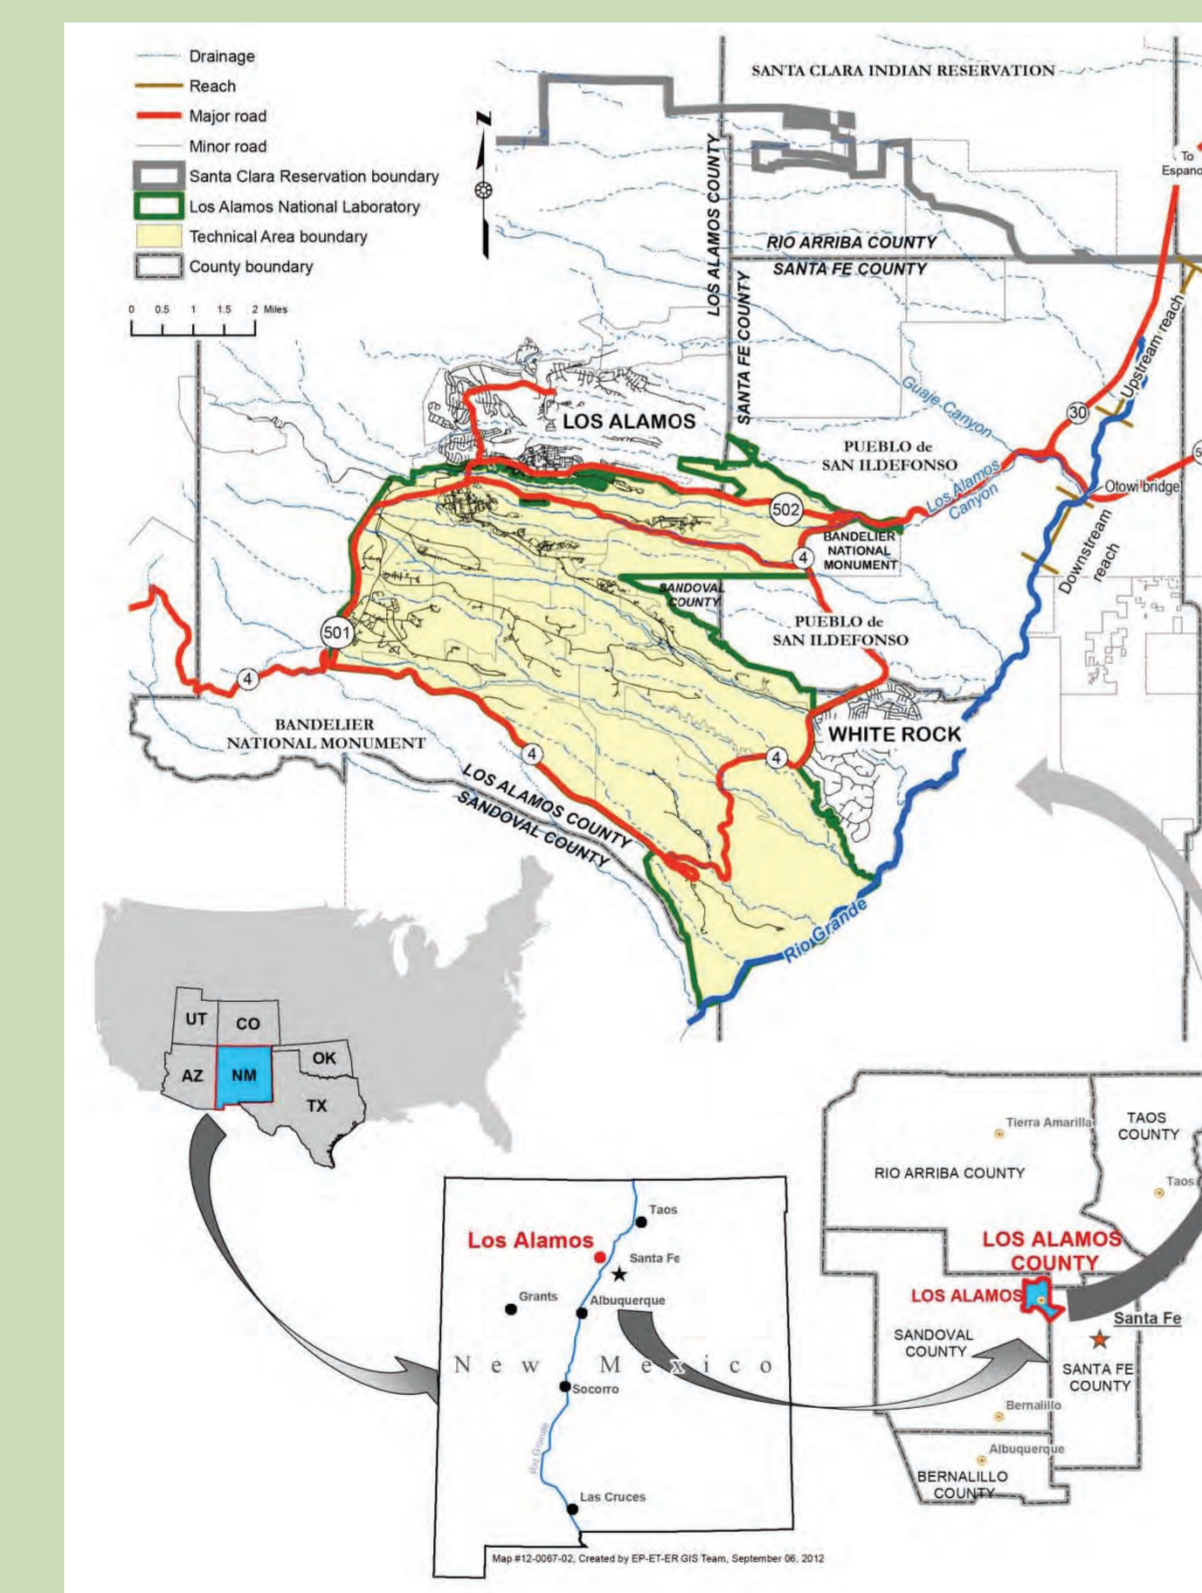 Drainage
Reach
Major road
Minor road
Santa Clara Reservation boundary
Los Alamos National Laboratory
Technical Area boundary
County boundary
0 0.5 1 1.5 2 Miles
N
SANTA CLARA INDIAN RESERVATION
To
LOS ALAMOS COUNTY
RIO ARRIBA COUNTY
SANTA FE COUNTY
SANTA FE COUNTY
Upstream reach
30
Guaje Canyon
LOS ALAMOS
PUEBLO de
SAN ILDEFONSO
Los Alamos
Canyon
Otowi bridge
502
BANDELIER
NATIONAL
MONUMENT
4
Downstream
reach
SANDOVAL
COUNTY
PUEBLO de
SAN ILDEFONSO
501
4
BANDELIER
NATIONAL MONUMENT
WHITE ROCK
4
4
LOS ALAMOS COUNTY
SANDOVAL COUNTY
Rio Grande
UT
CO
AZ
NM
OK
TX
Tierra Amarilla
TAOS
COUNTY
RIO ARRIBA COUNTY
Taos
LOS ALAMOS
COUNTY
LOS ALAMOS
Santa Fe
SANDOVAL
COUNTY
SANTA FE
COUNTY
Bernalillo
Albuquerque
BERNALILLO
COUNTY
Taos
Los Alamos
Santa Fe
Grants
Albuquerque
New Mexico
Socorro
Rio Grande
Las Cruces
Map #12-0067-02, Created by EP-ET-ER GIS Team, September 06, 2012